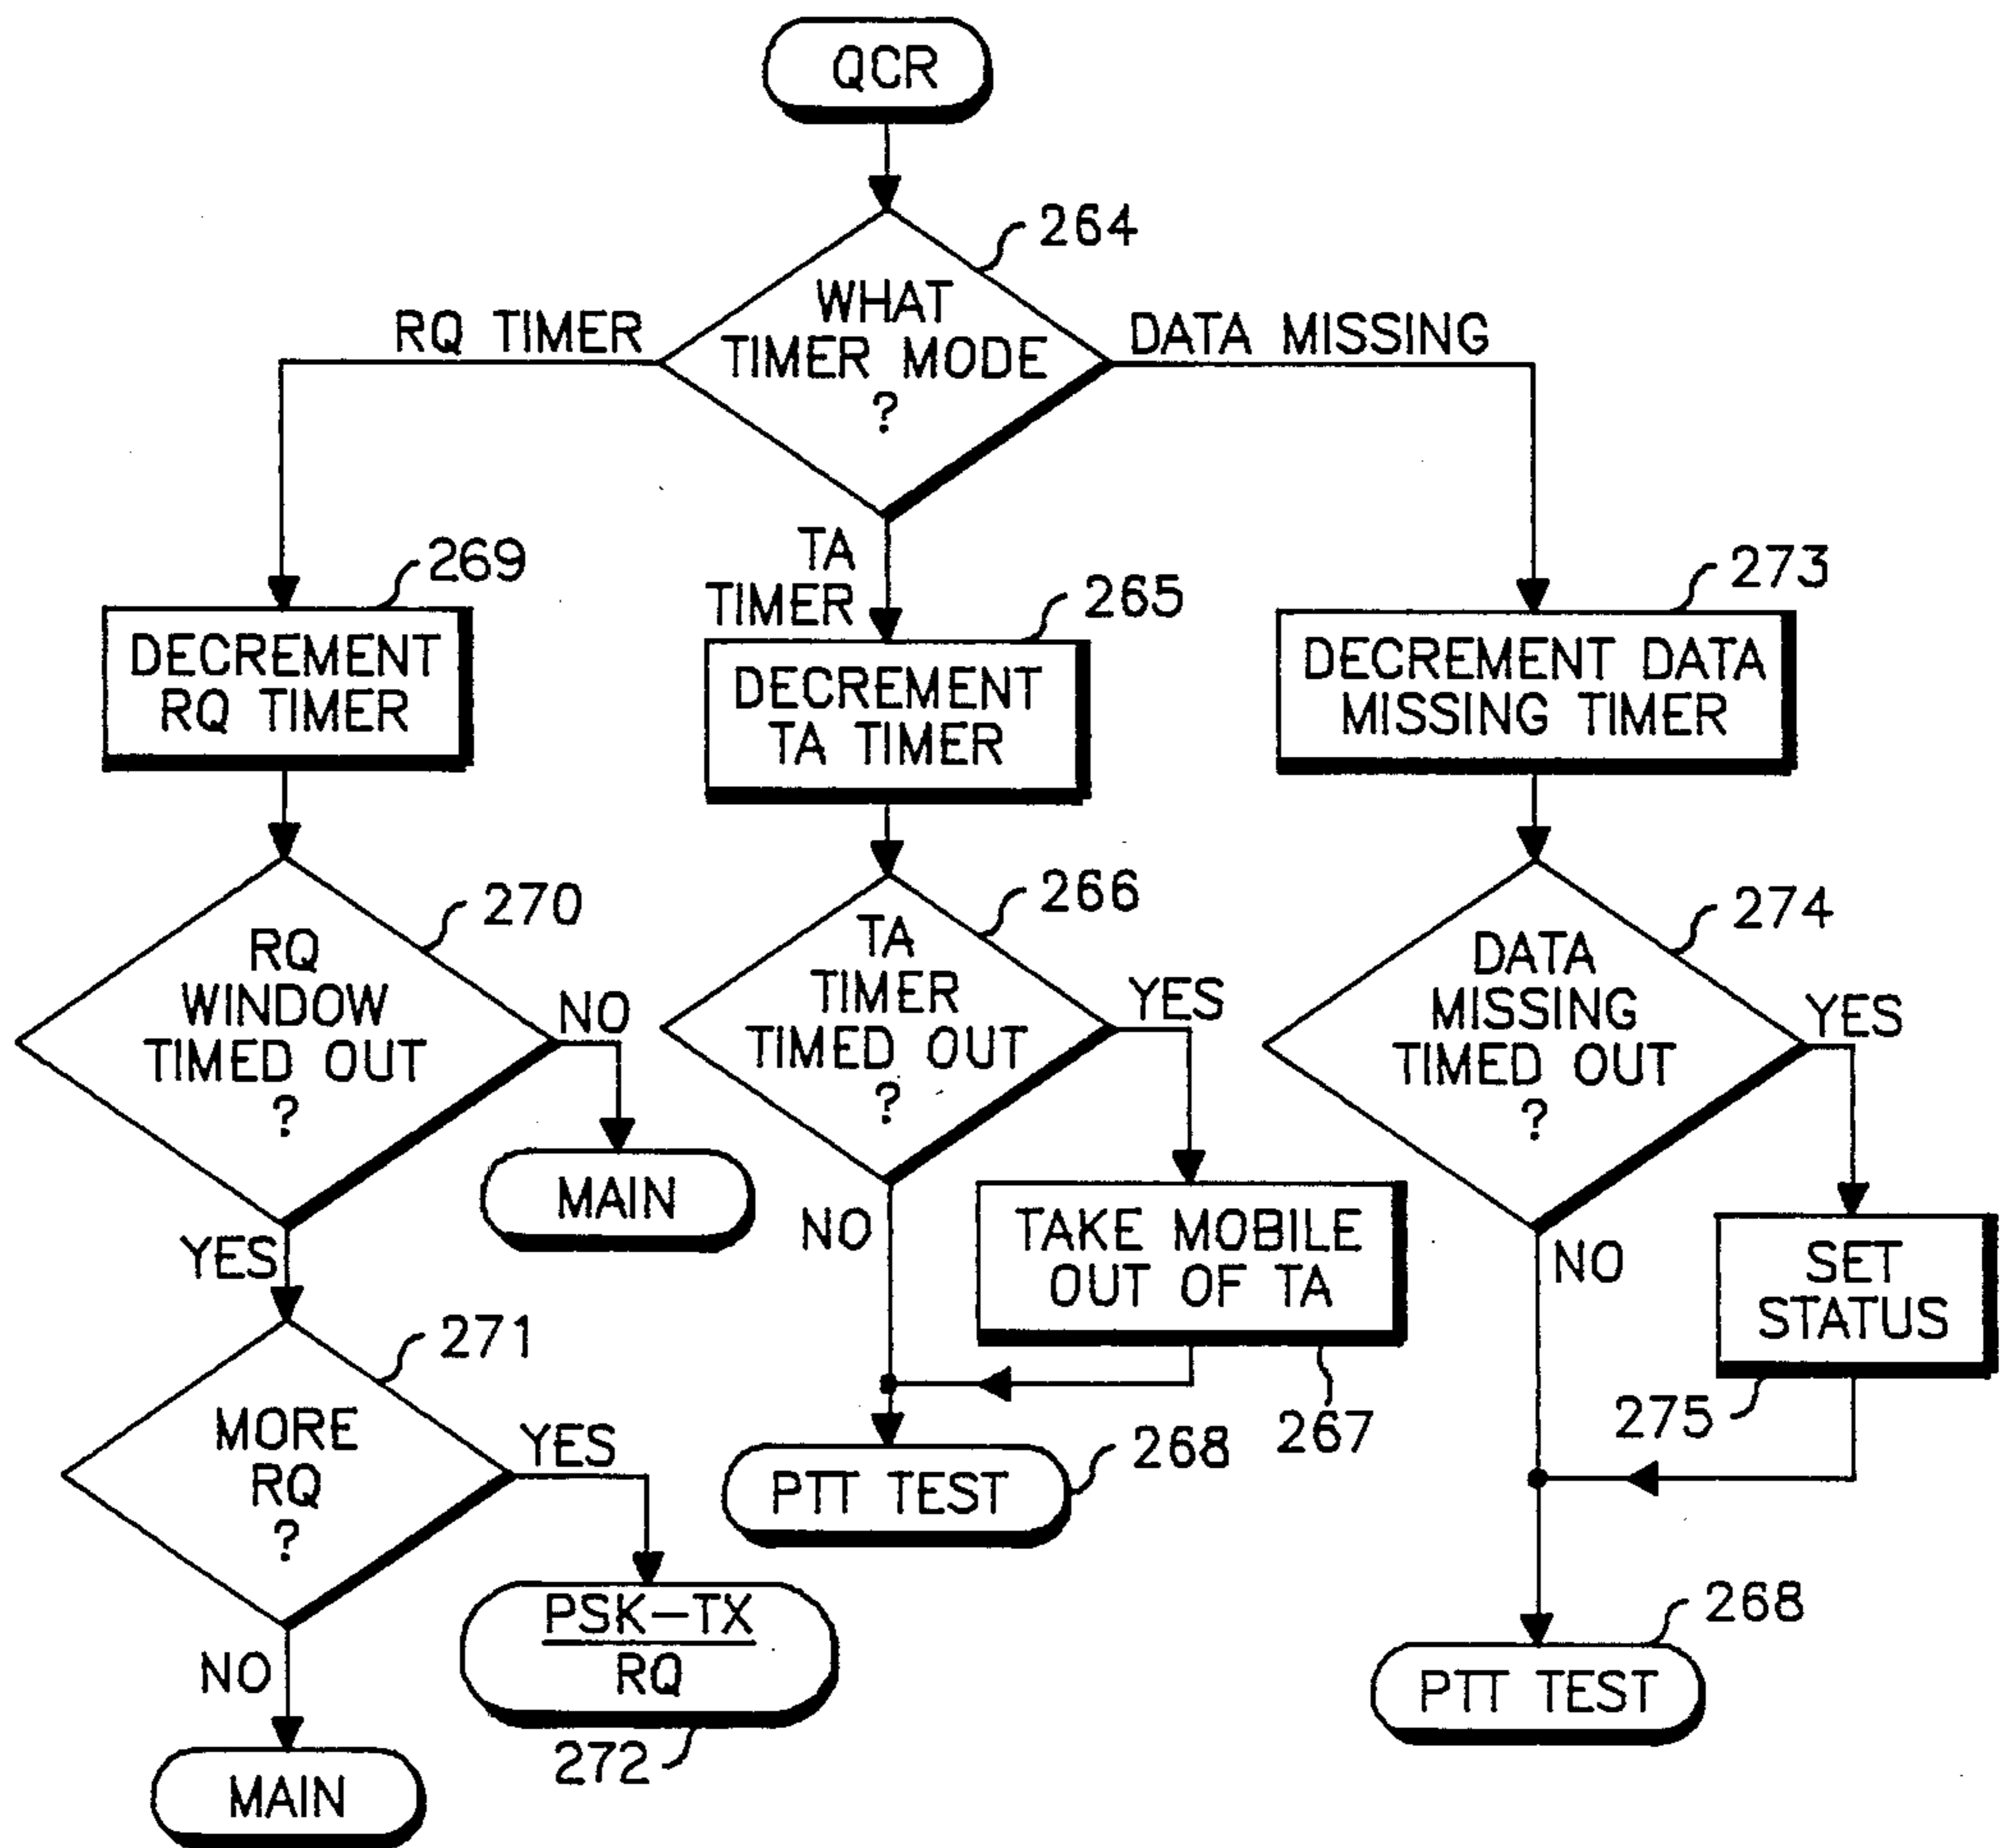 QCR
264
WHAT
TIMER MODE
?
RQ TIMER
DATA MISSING
TA
TIMER
269
DECREMENT
RQ TIMER
265
DECREMENT
TA TIMER
273
DECREMENT DATA
MISSING TIMER
270
RQ
WINDOW
TIMED OUT
?
NO
MAIN
YES
266
TA
TIMER
TIMED OUT
?
YES
NO
TAKE MOBILE
OUT OF TA
267
274
DATA
MISSING
TIMED OUT
?
YES
NO
SET
STATUS
275
271
MORE
RQ
?
YES
NO
PSK-TX
RQ
272
MAIN
PTT TEST
268
PTT TEST
268